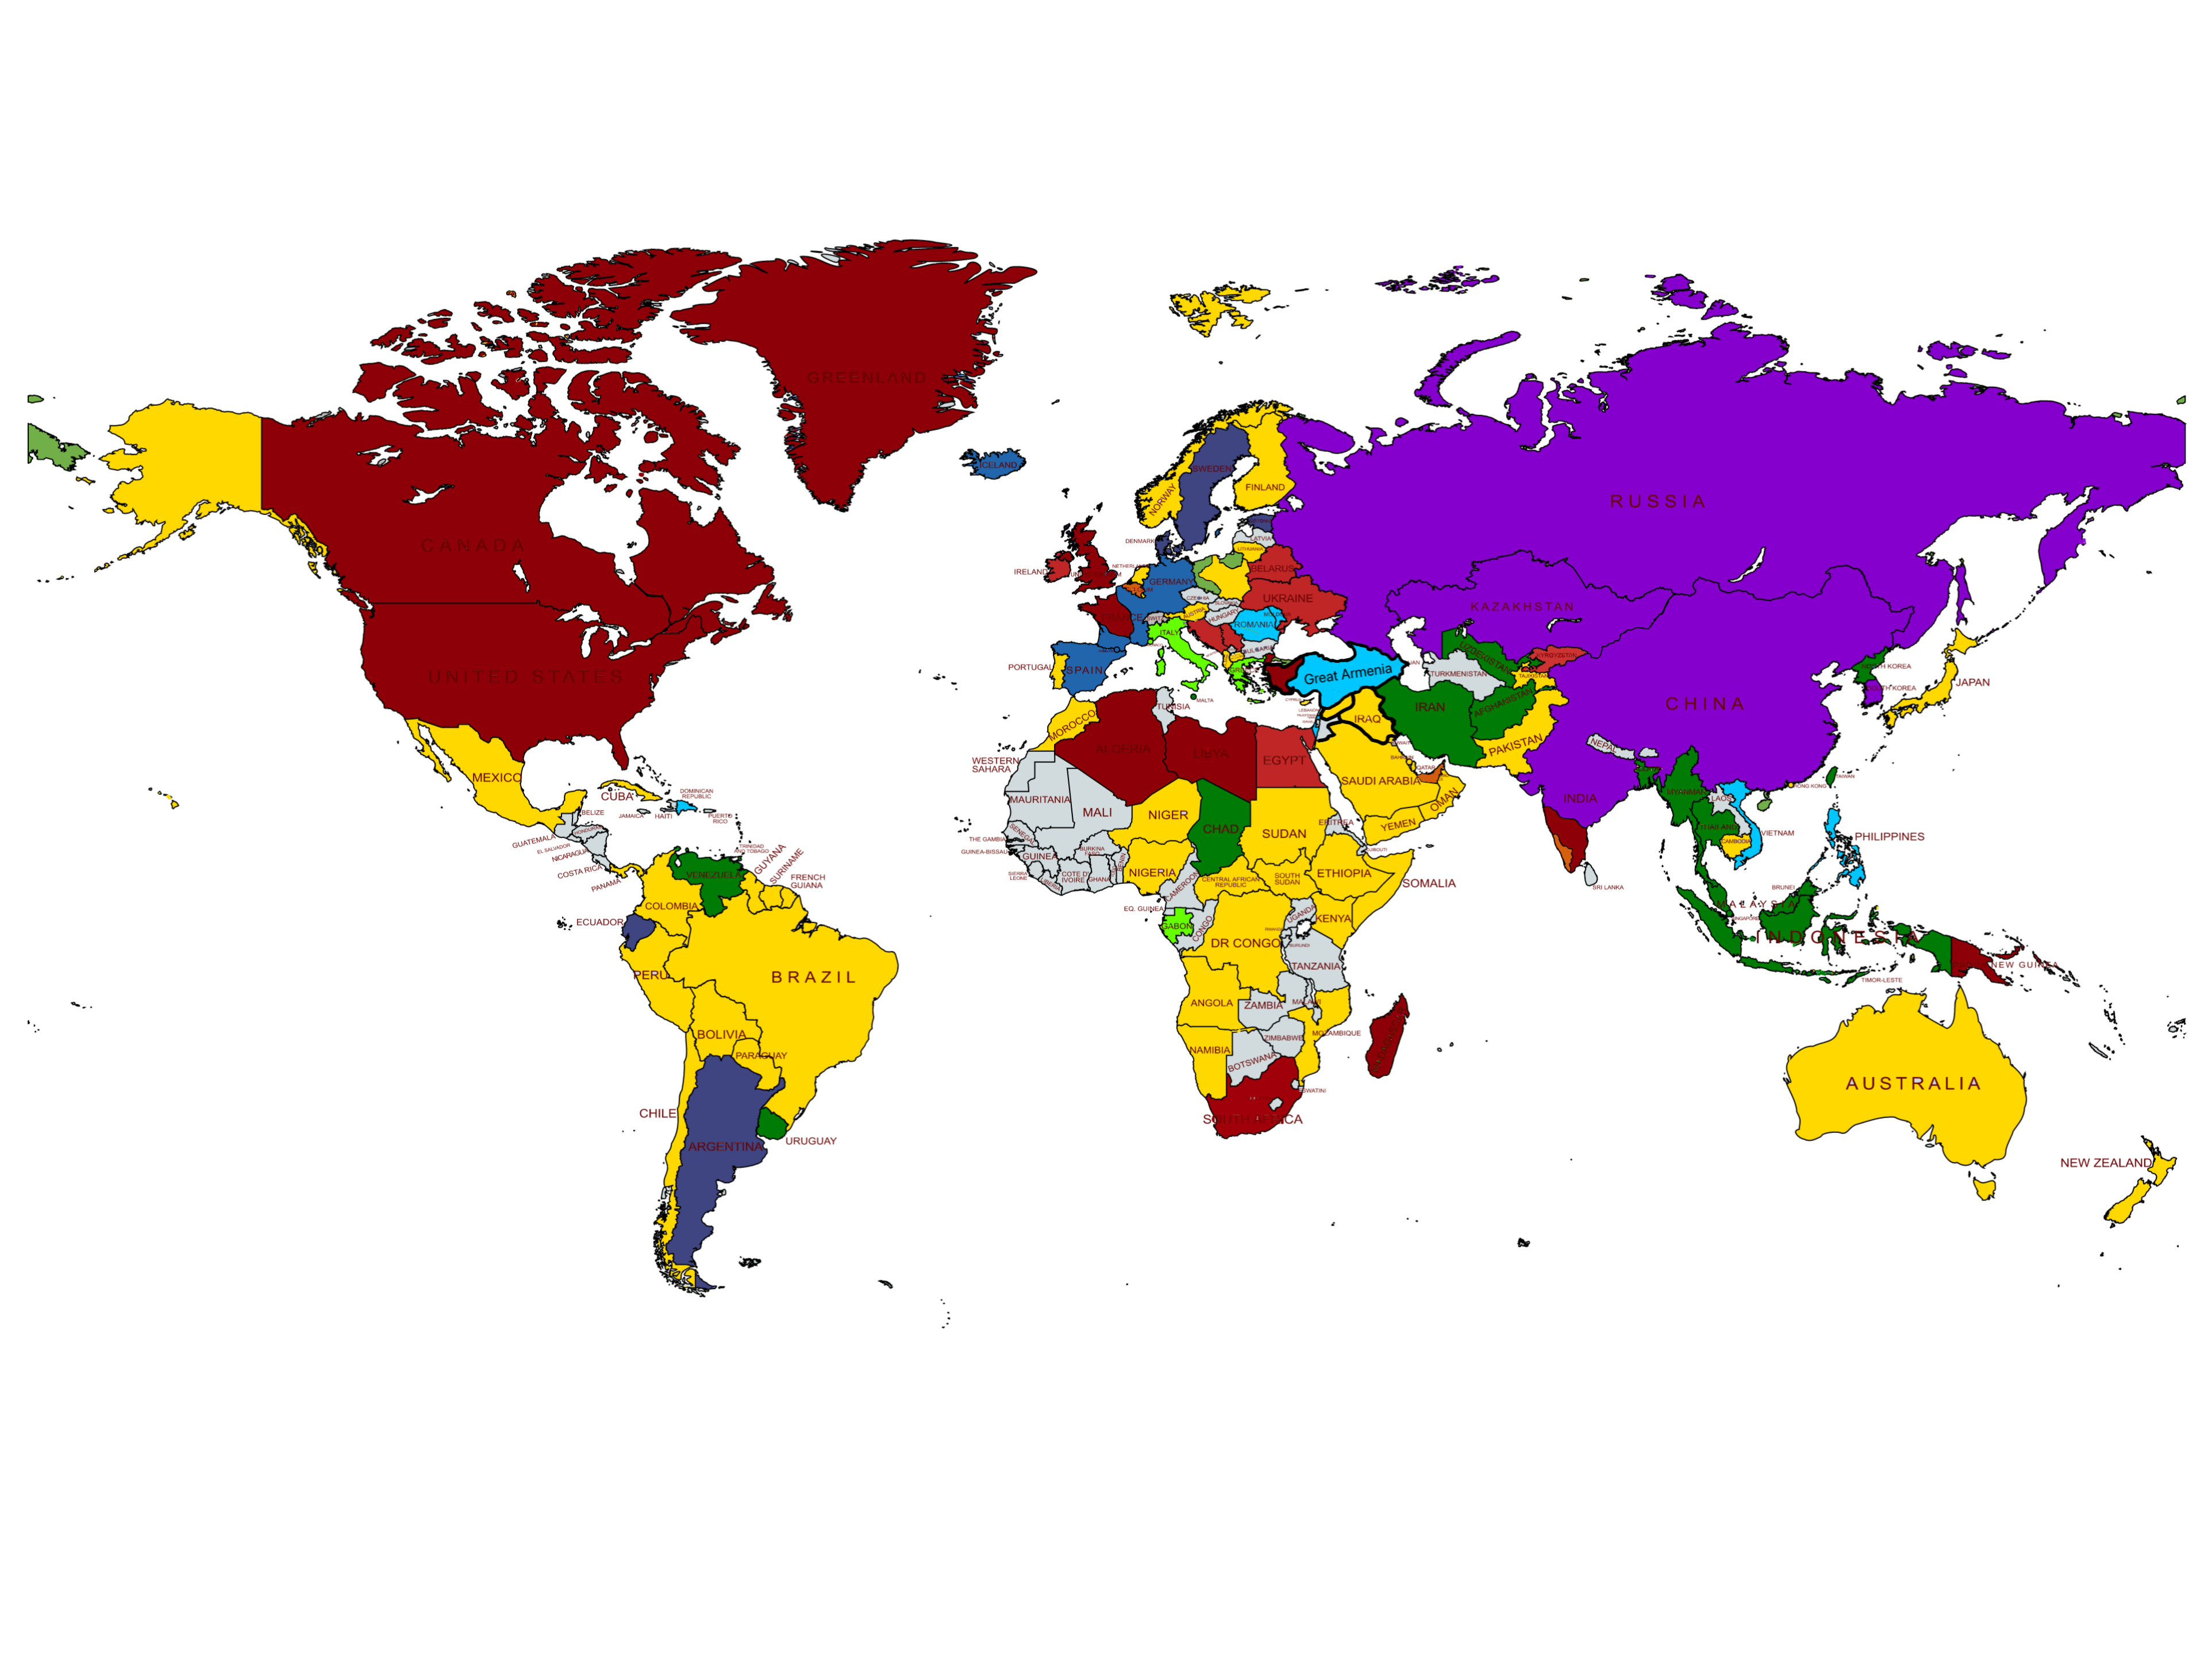 GREENLAND
ICELAND
CANADA
UNITED STATES
MEXICO
CUBA
DOMINICAN
REPUBLIC
BELIZE
JAMAICA
HAITI
PUERTO
RICO
GUATEMALA
HONDURAS
EL SALVADOR
NICARAGUA
COSTA RICA
PANAMA
TRINIDAD
AND TOBAGO
GUYANA
SURINAME
FRENCH
GUIANA
VENEZUELA
COLOMBIA
ECUADOR
PERU
BRAZIL
BOLIVIA
PARAGUAY
CHILE
ARGENTINA
URUGUAY
SWEDEN
NORWAY
FINLAND
DENMARK
LATVIA
LITHUANIA
IRELAND
NETHERLANDS
GERMANY
BELARUS
UKRAINE
CZECHIA
AUSTRIA
HUNGARY
ROMANIA
ITALY
PORTUGAL
SPAIN
MALTA
RUSSIA
KAZAKHSTAN
UZBEKISTAN
KYRGYZSTAN
TURKMENISTAN
TAJIKISTAN
Great Armenia
IRAQ
IRAN
AFGHANISTAN
PAKISTAN
LEBANON
SAUDI ARABIA
QATAR
OMAN
YEMEN
CHINA
NORTH KOREA
SOUTH KOREA
JAPAN
NEPAL
INDIA
SRI LANKA
TAIWAN
HONG KONG
MYANMAR
LAOS
THAILAND
VIETNAM
CAMBODIA
PHILIPPINES
BRUNEI
MALAYSIA
SINGAPORE
INDONESIA
TIMOR-LESTE
NEW GUINEA
AUSTRALIA
NEW ZEALAND
MOROCCO
ALGERIA
TUNISIA
LIBYA
EGYPT
WESTERN
SAHARA
MAURITANIA
MALI
NIGER
CHAD
SUDAN
ERITREA
DJIBOUTI
SENEGAL
THE GAMBIA
GUINEA-BISSAU
GUINEA
SIERRA
LEONE
LIBERIA
COTE D'
IVOIRE
BURKINA
FASO
GHANA
BENIN
NIGERIA
CAMEROON
CENTRAL AFRICAN
REPUBLIC
SOUTH
SUDAN
ETHIOPIA
SOMALIA
EQ. GUINEA
GABON
CONGO
DR CONGO
UGANDA
KENYA
RWANDA
BURUNDI
TANZANIA
ANGOLA
ZAMBIA
MALAWI
MOZAMBIQUE
ZIMBABWE
NAMIBIA
BOTSWANA
ESWATINI
SOUTH AFRICA